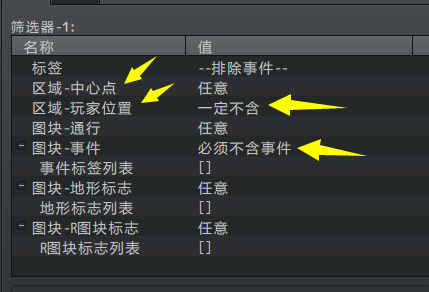 筛选器-1:
名称 值
标签 --排除事件--
区域-中心点 任意
区域-玩家位置 一定不含
图块-通行 任意
图块-事件 必须不含事件
事件标签列表 []
图块-地形标志 任意
地形标志列表 []
图块-R图块标志 任意
R图块标志列表 []